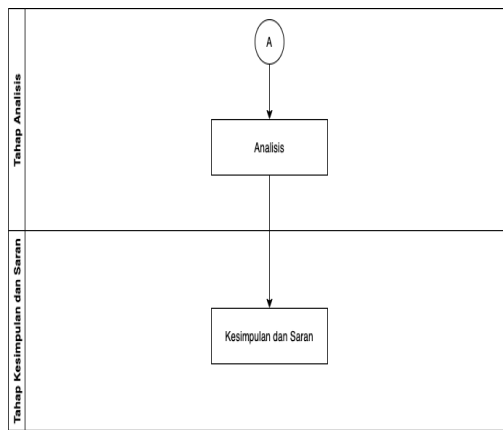 Tahap Analisis
A
Analisis
Tahap Kesimpulan dan Saran
Kesimpulan dan Saran